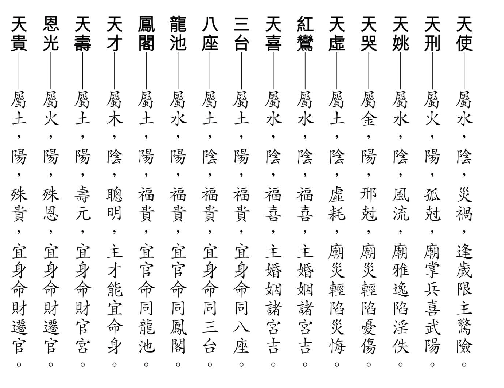 天使——屬水，陰，災禍，逢歲限主驚險。
天刑——屬火，陽，孤尅，廟掌兵喜武陽。
天姚——屬水，陰，風流，廟雅逸陷淫佚。
天哭——屬金，陽，邢尅，廟災輕陷憂傷。
天虛——屬土，陰，虛耗，廟災輕陷災悔。
紅鸞——屬水，陰，福喜，主婚姻諸宮吉。
天喜——屬水，陽，福喜，主婚姻諸宮吉。
三台——屬土，陽，福貴，宜身命同八座。
八座——屬土，陰，福貴，宜身命同三台。
龍池——屬水，陽，福貴，宜官命同鳳閣。
鳳閣——屬土，陽，福貴，宜官命同龍池。
天才——屬木，陰，聰明，主才能宜命身。
天壽——屬土，陽，壽元，宜身命財官宮。
恩光——屬火，陽，殊恩，宜身命財遷官。
天貴——屬土，陽，殊貴，宜身命財遷官。